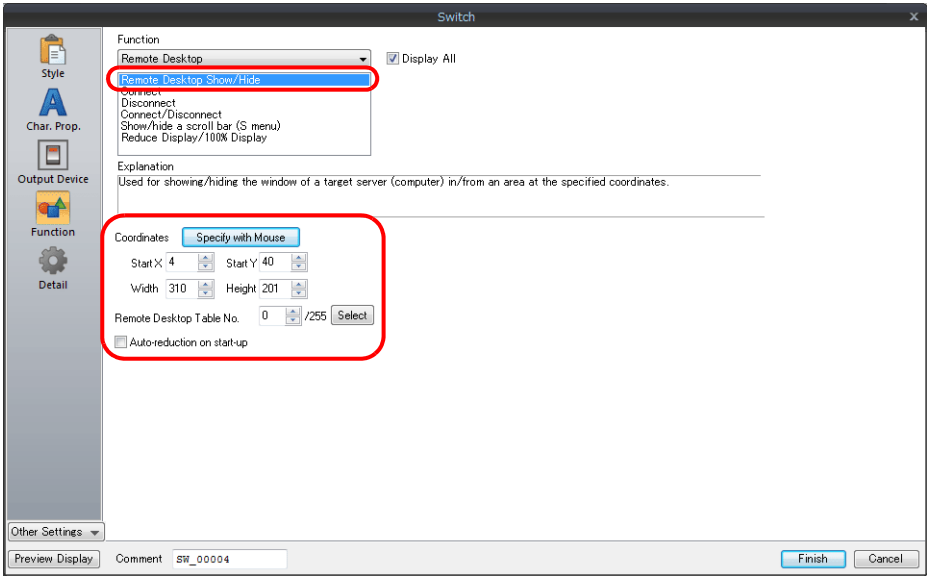 Switch
X
Style
Char. Prop.
Output Device
Function
Detail
Other Settings
Function
Remote Desktop
Display All
Remote Desktop Show/Hide
Connect
Disconnect
Connect/Disconnect
Show/hide a scroll bar (S menu)
Reduce Display/100% Display
Explanation
Used for showing/hiding the window of a target server (computer) in/from an area at the specified coordinates.
Coordinates Specify with Mouse
Start X 4 Start Y 40
Width 310 Height 201
Remote Desktop Table No. 0 /255 Select
Auto-reduction on start-up
Preview Display Comment SW_00004 Finish Cancel